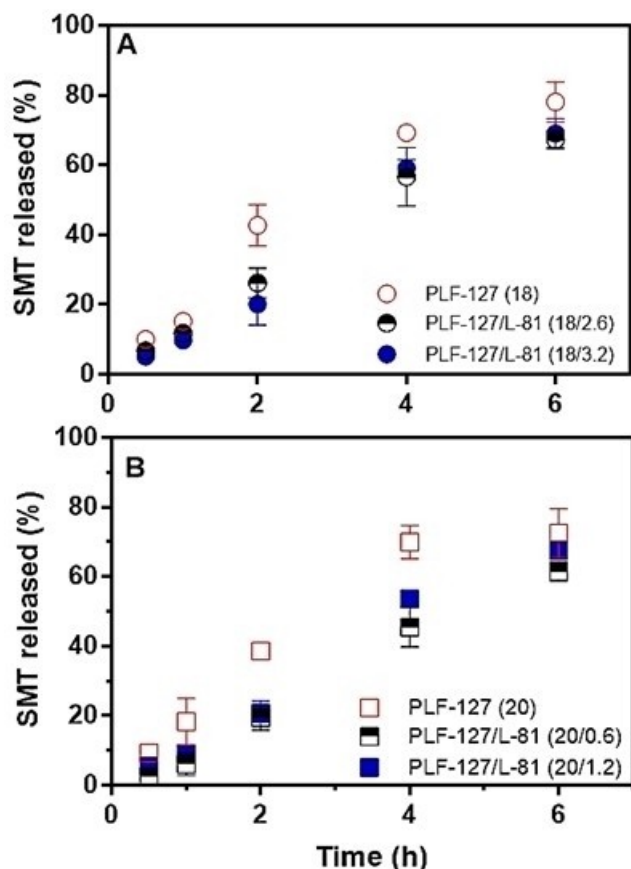 A
100
80
60
40
20
0
SMT released (%)
PLF-127 (18)
PLF-127/L-81 (18/2.6)
PLF-127/L-81 (18/3.2)
0 2 4 6
B
100
80
60
40
20
0
SMT released (%)
PLF-127 (20)
PLF-127/L-81 (20/0.6)
PLF-127/L-81 (20/1.2)
0 2 4 6
Time (h)